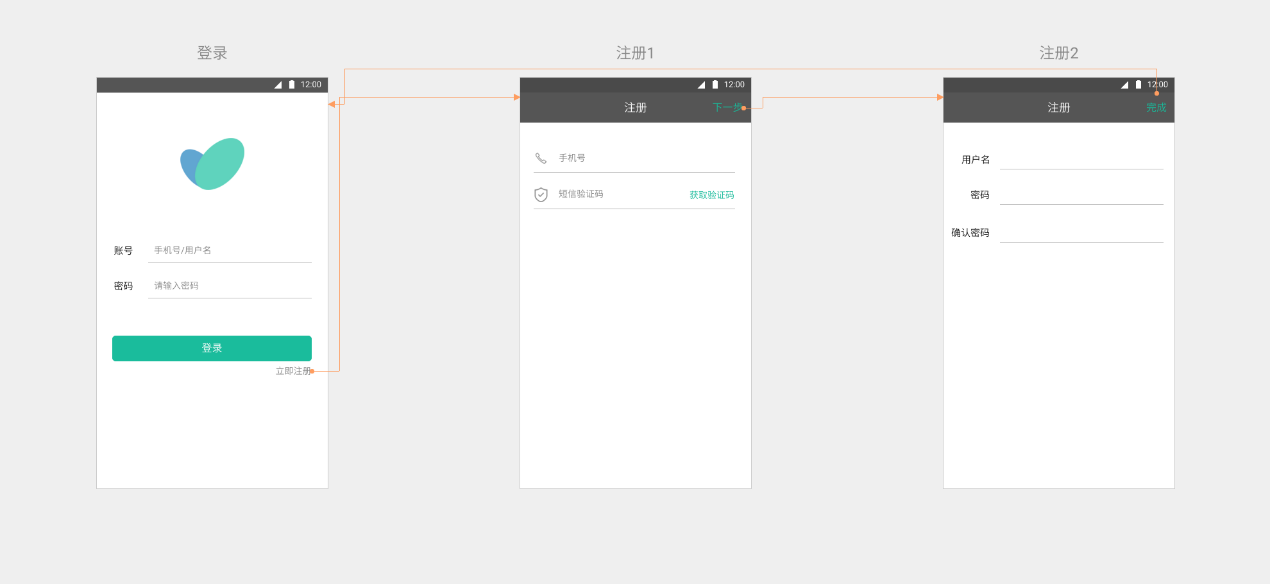 登录
12:00
账号 手机号/用户名
密码 请输入密码
登录
立即注册
注册1
12:00
注册 下一步
手机号
短信验证码 获取验证码
注册2
12:00
注册 完成
用户名
密码
确认密码